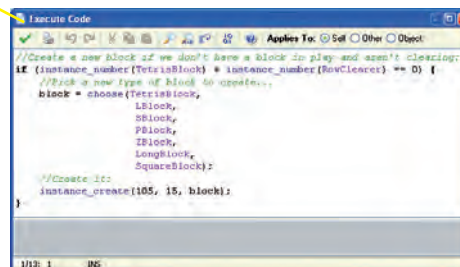 Execute Code
Applies To: Self Other Object:
//Create a new block if we don't have a block in play and aren't clearing:
if (instance_number(TetrisBlock) + instance_number(RowClearer) == 0) {
//Pick a new type of block to create...
block = choose(TetrisBlock,
LBlock,
SBlock,
PBlock,
ZBlock,
LongBlock,
SquareBlock);
//Create it:
instance_create(105, 15, block);
}
1/13: 1 INS